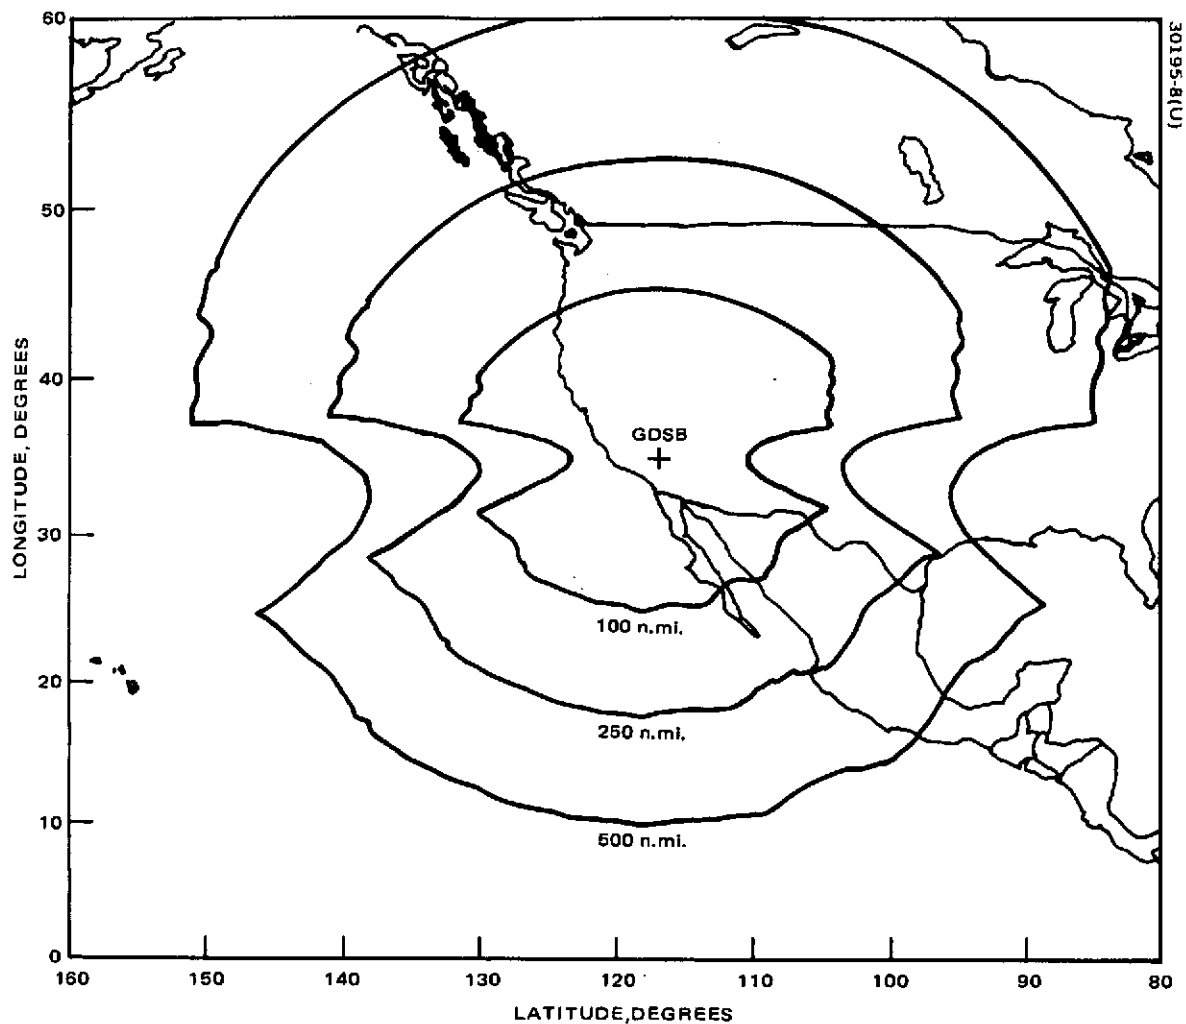 30195-8(U)
60
50
40
30
20
10
0
LONGITUDE, DEGREES
GDSB
100 n.mi.
250 n.mi.
500 n.mi.
160 150 140 130 120 110 100 90 80
LATITUDE,DEGREES